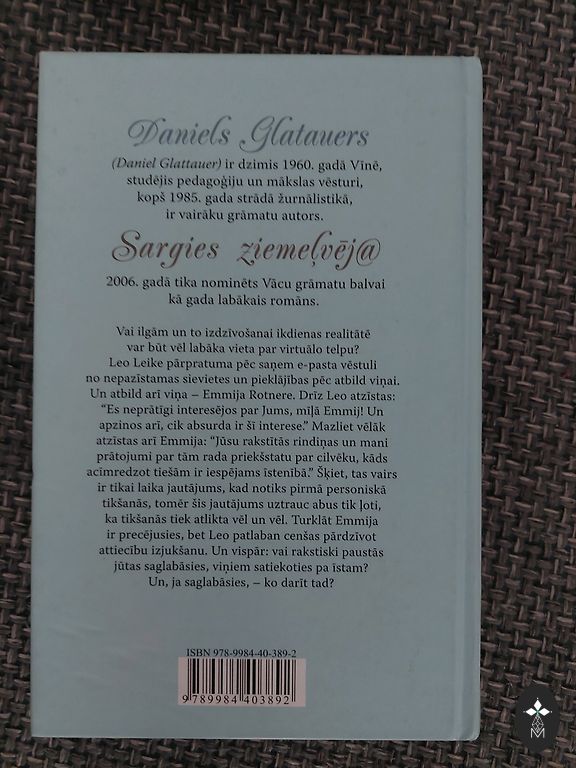 Daniels Glatauers
(Daniel Glattauer) ir dzimis 1960. gadā Vīnē,
studējis pedagoģiju un mākslas vēsturi,
kopš 1985. gada strādā žurnālistikā,
ir vairāku grāmatu autors.
Sargies ziemeļvēj@
2006. gadā tika nominēts Vācu grāmatu balvai
kā gada labākais romāns.
Vai ilgām un to izdzīvošanai ikdienas realitātē
var būt vēl labāka vieta par virtuālo telpu?
Leo Leike pārpratuma pēc saņem e-pasta vēstuli
no nepazīstamas sievietes un pieklājības pēc atbild viņai.
Un atbild arī viņa – Emmija Rotnere. Drīz Leo atzīstas:
“Es neprātīgi interesējos par Jums, mīļā Emmij! Un
apzinos arī, cik absurda ir šī interese.” Mazliet vēlāk
atzīstas arī Emmija: “Jūsu rakstītās rindiņas un mani
prātojumi par tām rada priekšstatu par cilvēku, kāds
acīmredzot tiešām ir iespējams īstenībā.” Šķiet, tas vairs
ir tikai laika jautājums, kad notiks pirmā personiskā
tikšanās, tomēr šis jautājums uztrauc abus tik ļoti,
ka tikšanās tiek atlikta vēl un vēl. Turklāt Emmija
ir precējusies, bet Leo patlaban cenšas pārdzīvot
attiecību izjukšanu. Un vispār: vai rakstiski paustās
jūtas saglabāsies, viņiem satiekoties pa īstam?
Un, ja saglabāsies, – ko darīt tad?
ISBN 978-9984-40-389-2
9 789984 403892